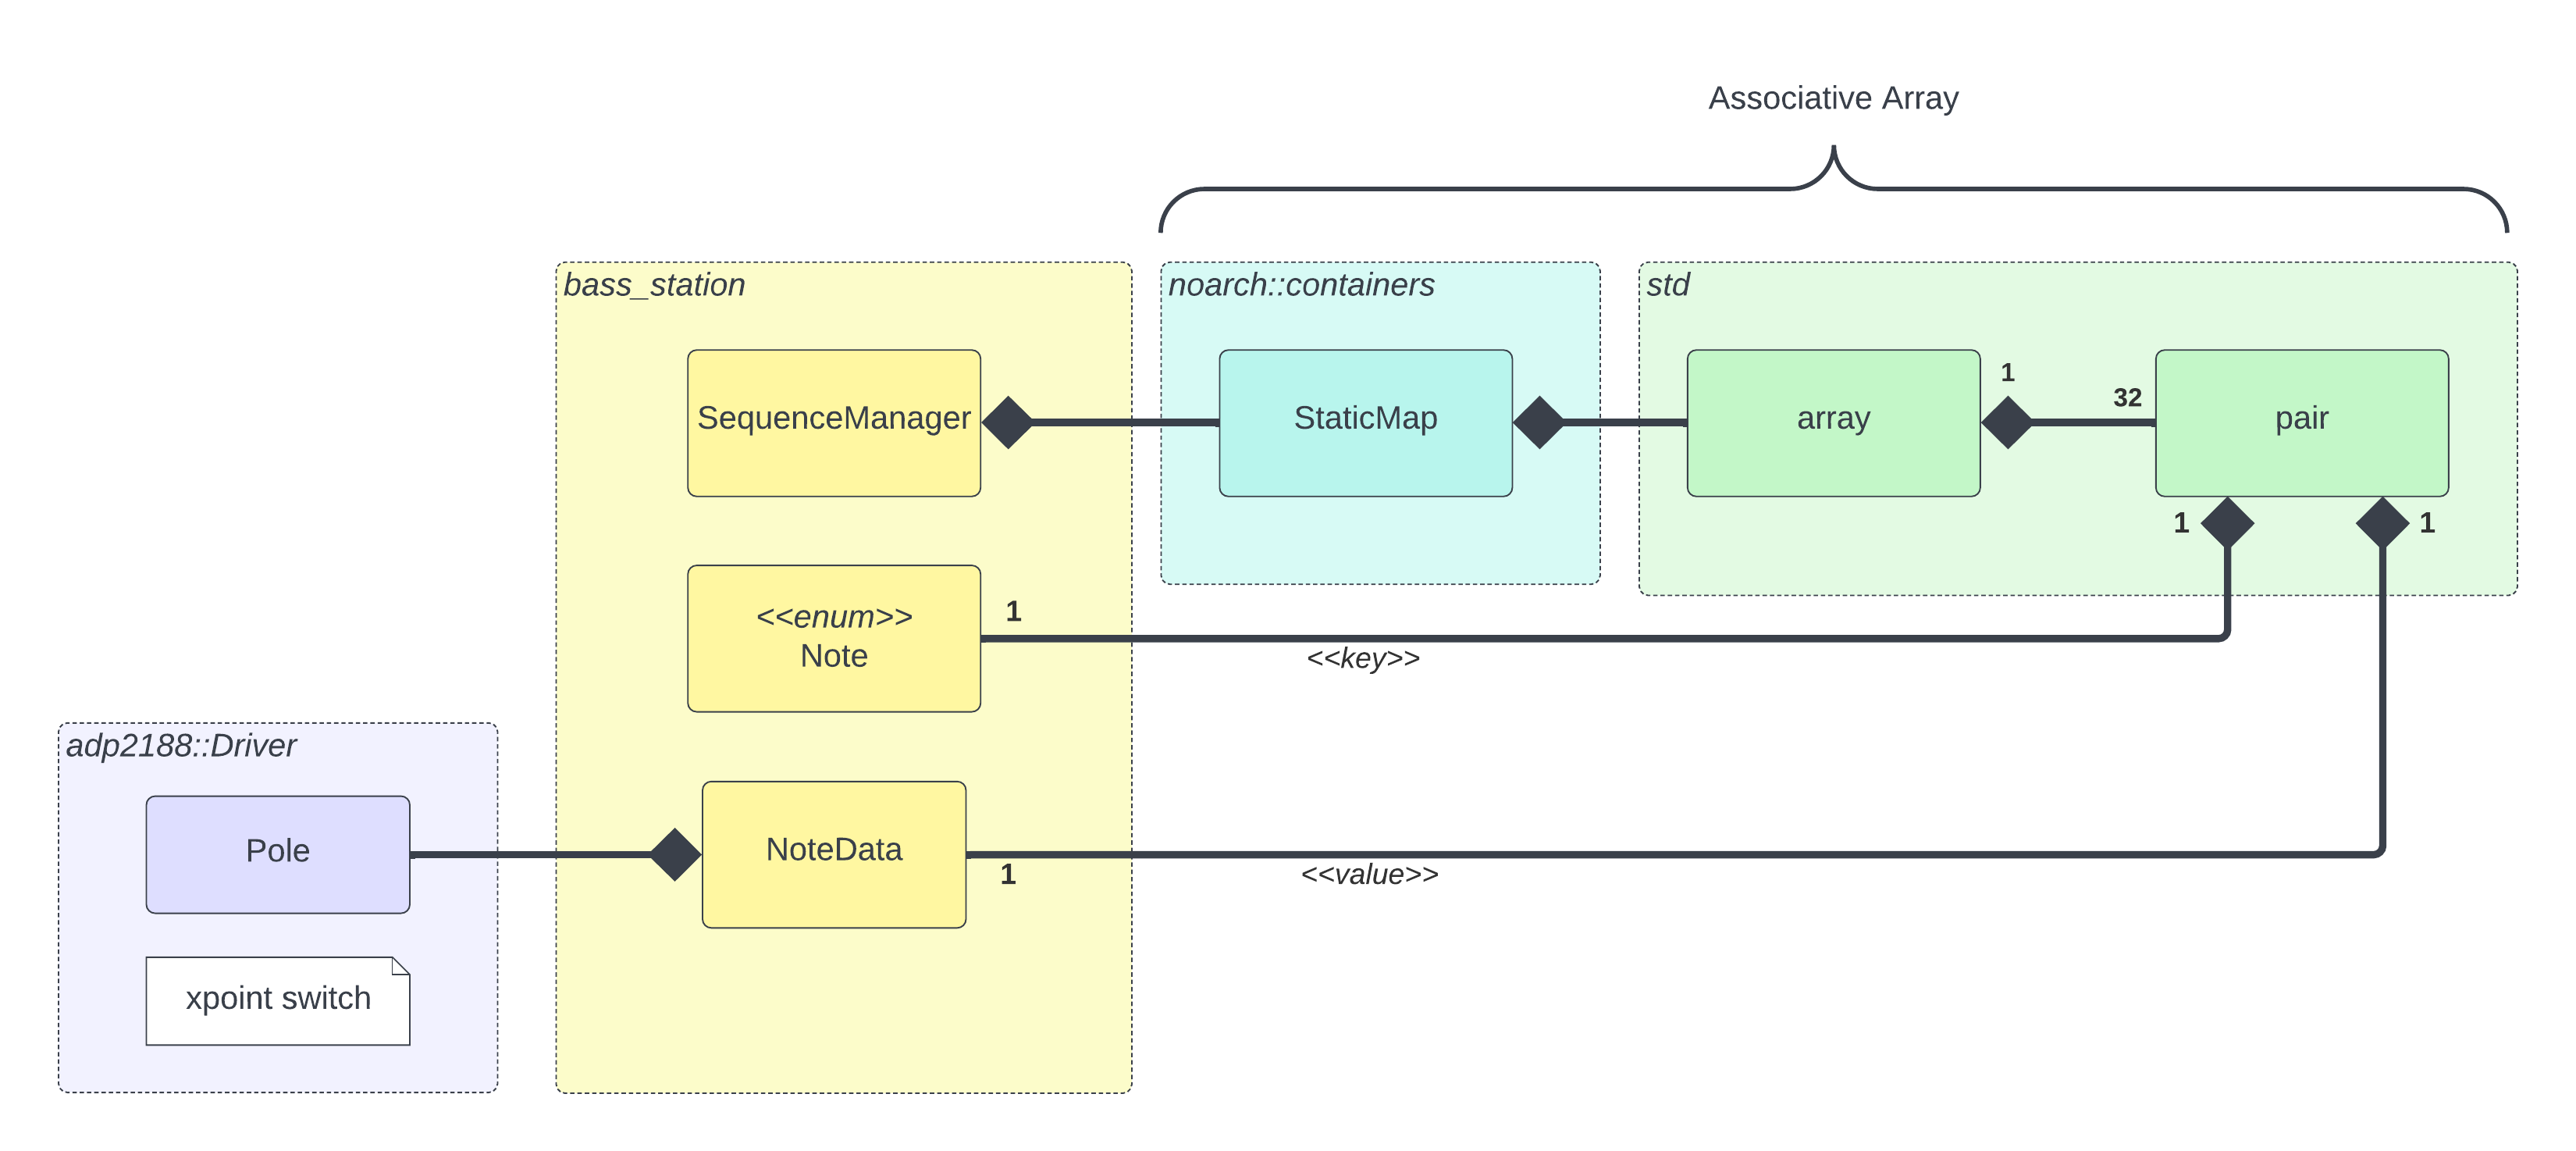 Associative Array
bass_station
noarch::containers
std
SequenceManager
StaticMap
array
1
32
pair
1
1
<<enum>>
Note
1
<<key>>
adp2188::Driver
Pole
NoteData
1
<<value>>
xpoint switch